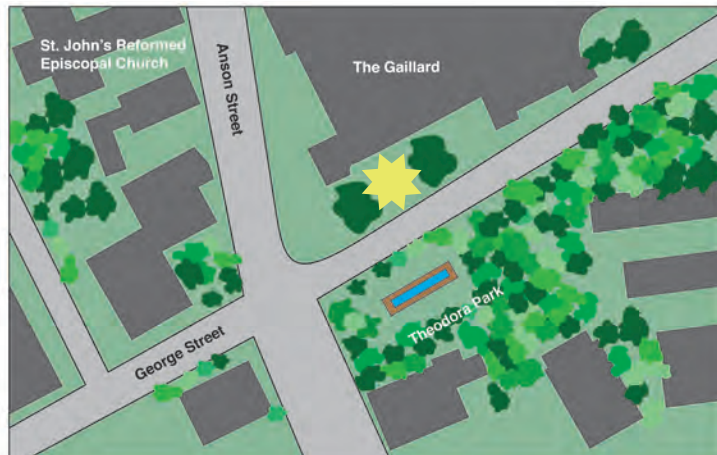 St. John's Reformed
Episcopal Church
Anson Street
The Gaillard
Theodora Park
George Street